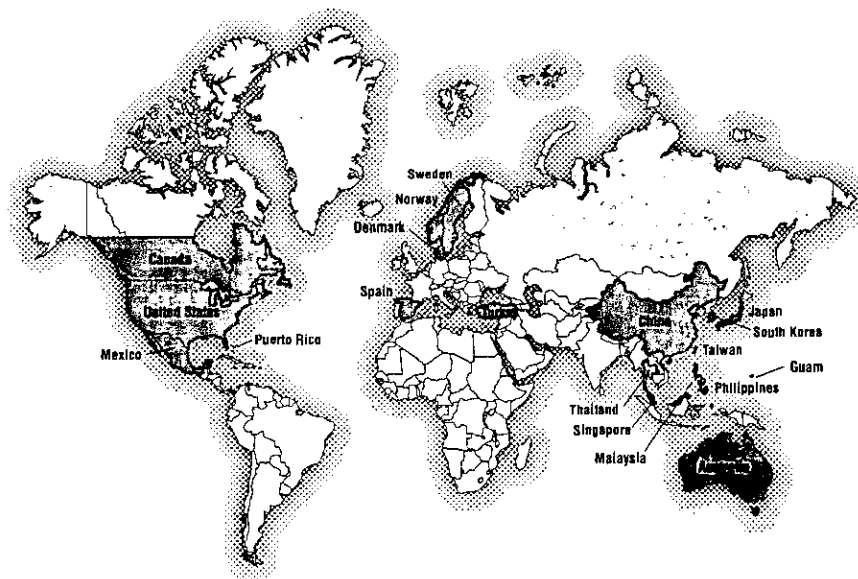 Sweden
Norway
Denmark
Canada
Spain
United States
Turkey
China
Japan
South Korea
Mexico
Puerto Rico
Taiwan
Guam
Philippines
Thailand
Singapore
Malaysia
Australia